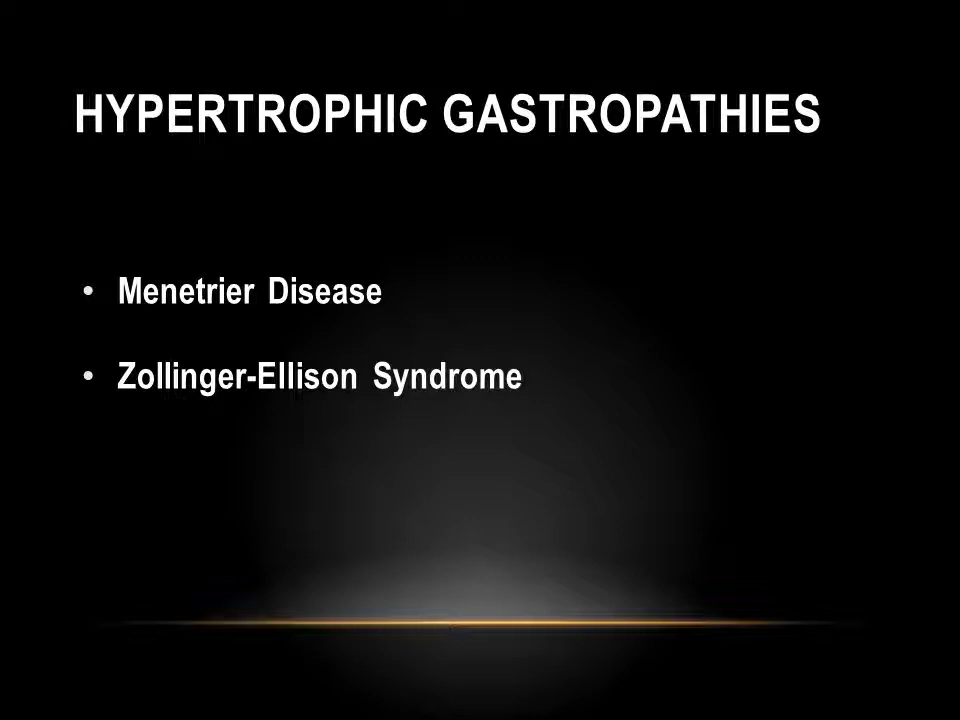 HYPERTROPHIC GASTROPATHIES
• Menetrier Disease
• Zollinger-Ellison Syndrome